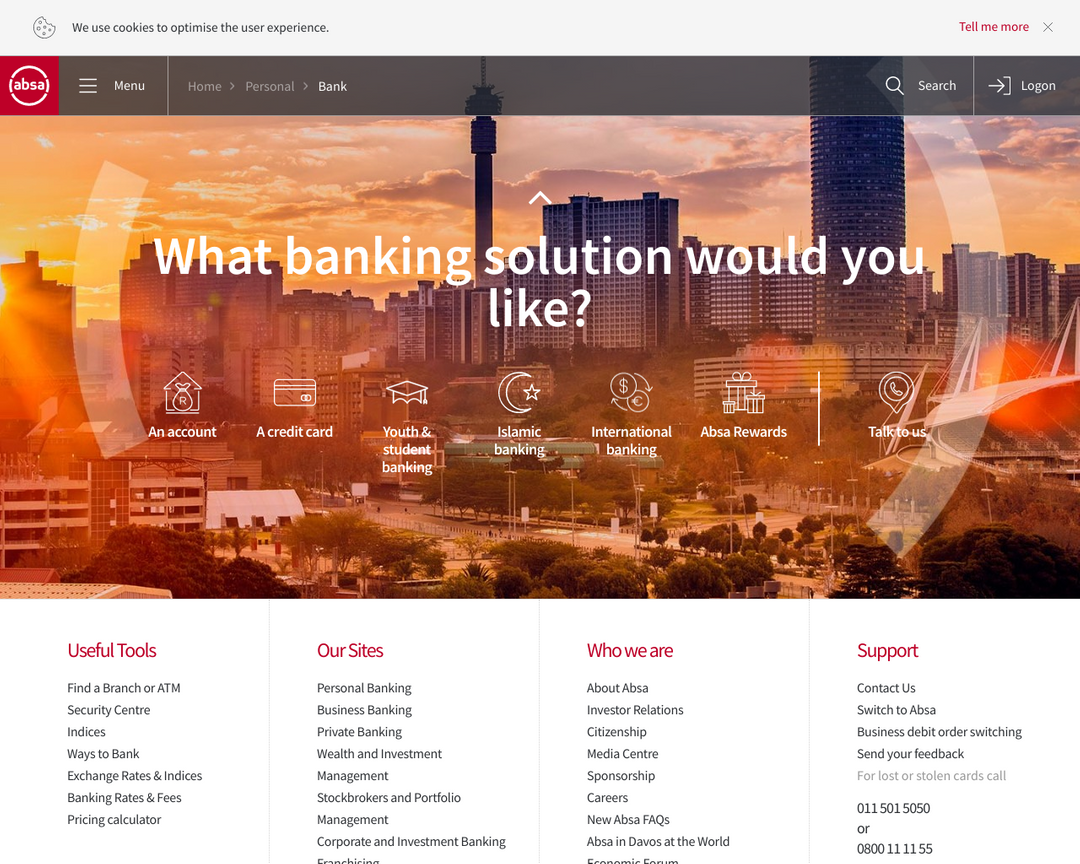 We use cookies to optimise the user experience.
Tell me more
absa
Menu
Home
Personal
Bank
Search
Logon
What banking solution would you
like?
R
$
€
An account
A credit card
Youth &
student
banking
Islamic
banking
International
banking
Absa Rewards
Talk to us
Useful Tools
Find a Branch or ATM
Security Centre
Indices
Ways to Bank
Exchange Rates & Indices
Banking Rates & Fees
Pricing calculator
Our Sites
Personal Banking
Business Banking
Private Banking
Wealth and Investment
Management
Stockbrokers and Portfolio
Management
Corporate and Investment Banking
Franchising
Who we are
About Absa
Investor Relations
Citizenship
Media Centre
Sponsorship
Careers
New Absa FAQs
Absa in Davos at the World
Economic Forum
Support
Contact Us
Switch to Absa
Business debit order switching
Send your feedback
For lost or stolen cards call
011 501 5050
or
0800 11 11 55